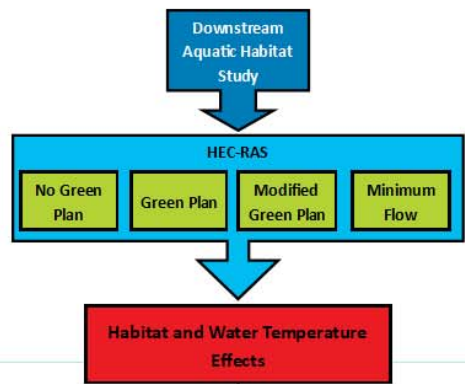 Downstream
Aquatic Habitat
Study
HEC-RAS
No Green
Plan
Green Plan
Modified
Green Plan
Minimum
Flow
Habitat and Water Temperature
Effects